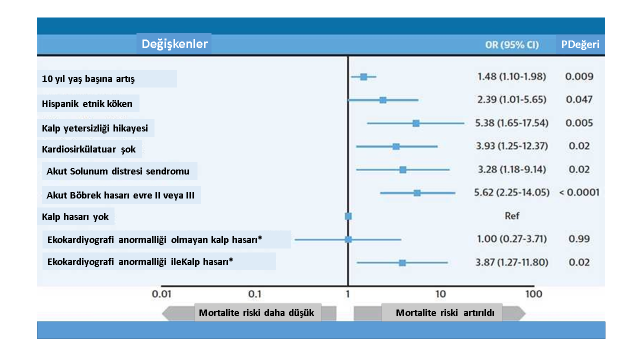 Değişkenler OR (95% CI) PDeğeri
10 yıl yaş başına artış 1.48 (1.10-1.98) 0.009
Hispanik etnik köken 2.39 (1.01-5.65) 0.047
Kalp yetersizliği hikayesi 5.38 (1.65-17.54) 0.005
Kardiosirkülatuar şok 3.93 (1.25-12.37) 0.02
Akut Solunum distresi sendromu 3.28 (1.18-9.14) 0.02
Akut Böbrek hasarı evre II veya III 5.62 (2.25-14.05) < 0.0001
Kalp hasarı yok Ref
Ekokardiyografi anormalliği olmayan kalp hasarı* 1.00 (0.27-3.71) 0.99
Ekokardiyografi anormalliği ileKalp hasarı* 3.87 (1.27-11.80) 0.02
0.01 0.1 1 10 100
Mortalite riski daha düşük Mortalite riski artırıldı